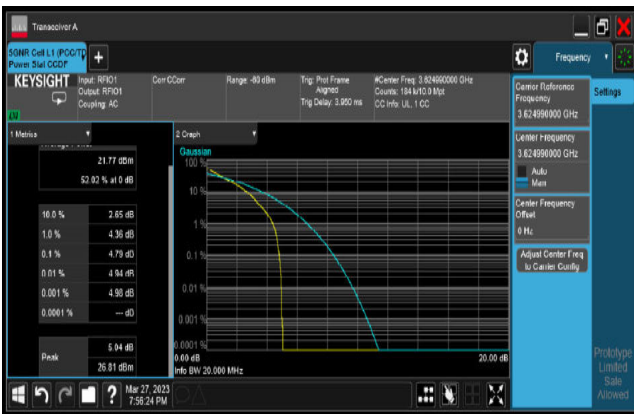 Transceiver A
5GNR Cell L1 (PCC/TD
Power Stat CCDF
Frequency
KEYSIGHT
Input: RFIO1
Output: RFIO1
Coupling: AC
Corr CCorr
Range: -60 dBm
Trig: Prot Frame
Aligned
Trig Delay: 3.950 ms
#Center Freq: 3.624990000 GHz
Counts: 184 k/10.0 Mpt
CC Info: UL, 1 CC
1 Metrics
Average Power
21.77 dBm
52.02 % at 0 dB
10.0 % 2.65 dB
1.0 % 4.36 dB
0.1 % 4.79 dB
0.01 % 4.94 dB
0.001 % 4.98 dB
0.0001 % --- dB
Peak
5.04 dB
26.81 dBm
2 Graph
Gaussian
100 %
10 %
1 %
0.1 %
0.01 %
0.001 %
0.0001 %
0.00 dB
20.00 dB
Info BW 20.000 MHz
Carrier Reference
Frequency
3.624990000 GHz
Center Frequency
3.624990000 GHz
Auto
Man
Center Frequency
Offset
0 Hz
Adjust Center Freq
to Carrier Config
Settings
Prototype
Limited
Sale
Allowed
?
Mar 27, 2023
7:56:24 PM